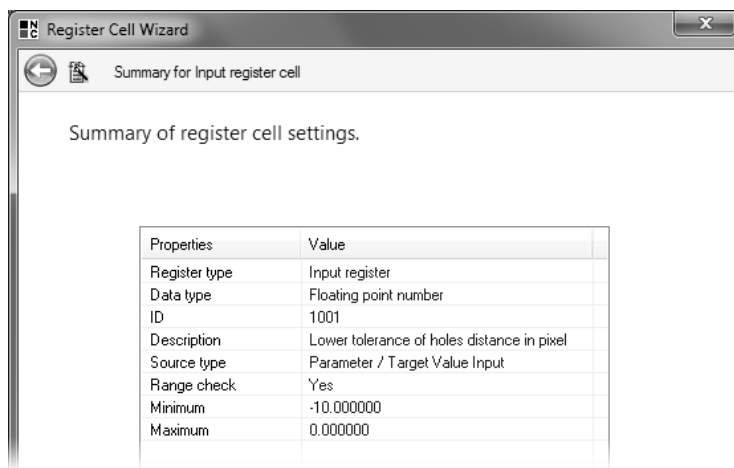 Register Cell Wizard
Summary for Input register cell
Summary of register cell settings.
Properties Value
Register type Input register
Data type Floating point number
ID 1001
Description Lower tolerance of holes distance in pixel
Source type Parameter / Target Value Input
Range check Yes
Minimum -10.000000
Maximum 0.000000